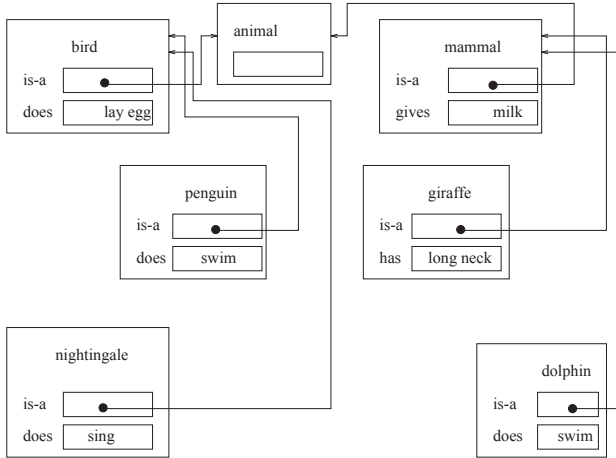 bird
is-a
does lay egg
animal
mammal
is-a
gives milk
penguin
is-a
does swim
giraffe
is-a
has long neck
nightingale
is-a
does sing
dolphin
is-a
does swim